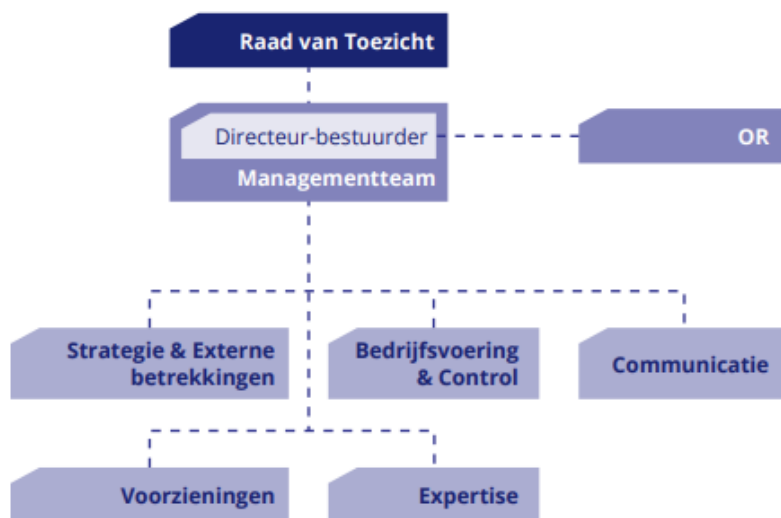 Raad van Toezicht
Directeur-bestuurder
OR
Managementteam
Strategie & Externe
betrekkingen
Bedrijfsvoering
& Control
Communicatie
Voorzieningen
Expertise